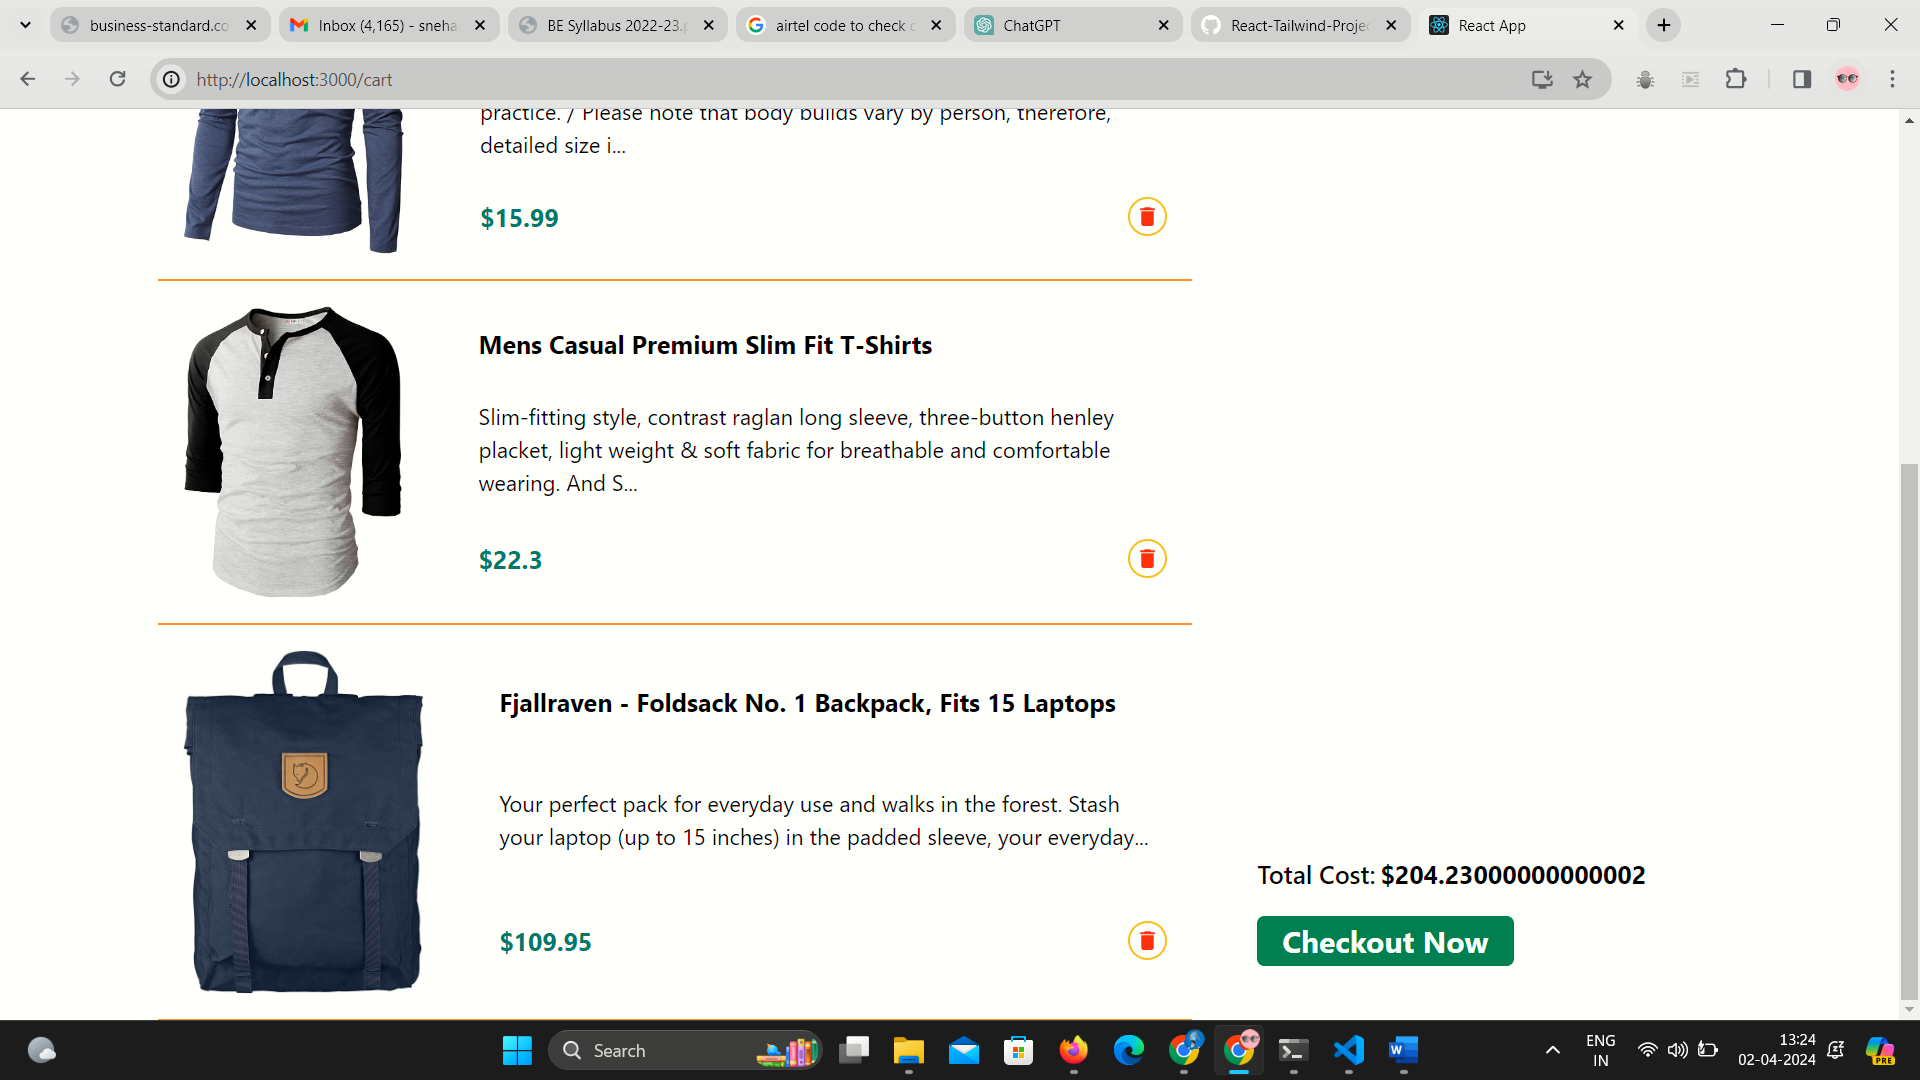 business-standard.co
Inbox (4,165) - sneha
BE Syllabus 2022-23.p
airtel code to check c
ChatGPT
React-Tailwind-Projec
React App
http://localhost:3000/cart
practice. / Please note that body builds vary by person, therefore,
detailed size i...
$15.99
Mens Casual Premium Slim Fit T-Shirts
Slim-fitting style, contrast raglan long sleeve, three-button henley
placket, light weight & soft fabric for breathable and comfortable
wearing. And S...
$22.3
Fjallraven - Foldsack No. 1 Backpack, Fits 15 Laptops
Your perfect pack for everyday use and walks in the forest. Stash
your laptop (up to 15 inches) in the padded sleeve, your everyday...
$109.95
Total Cost: $204.23000000000002
Checkout Now
Search
ENG
IN
13:24
02-04-2024
PRE